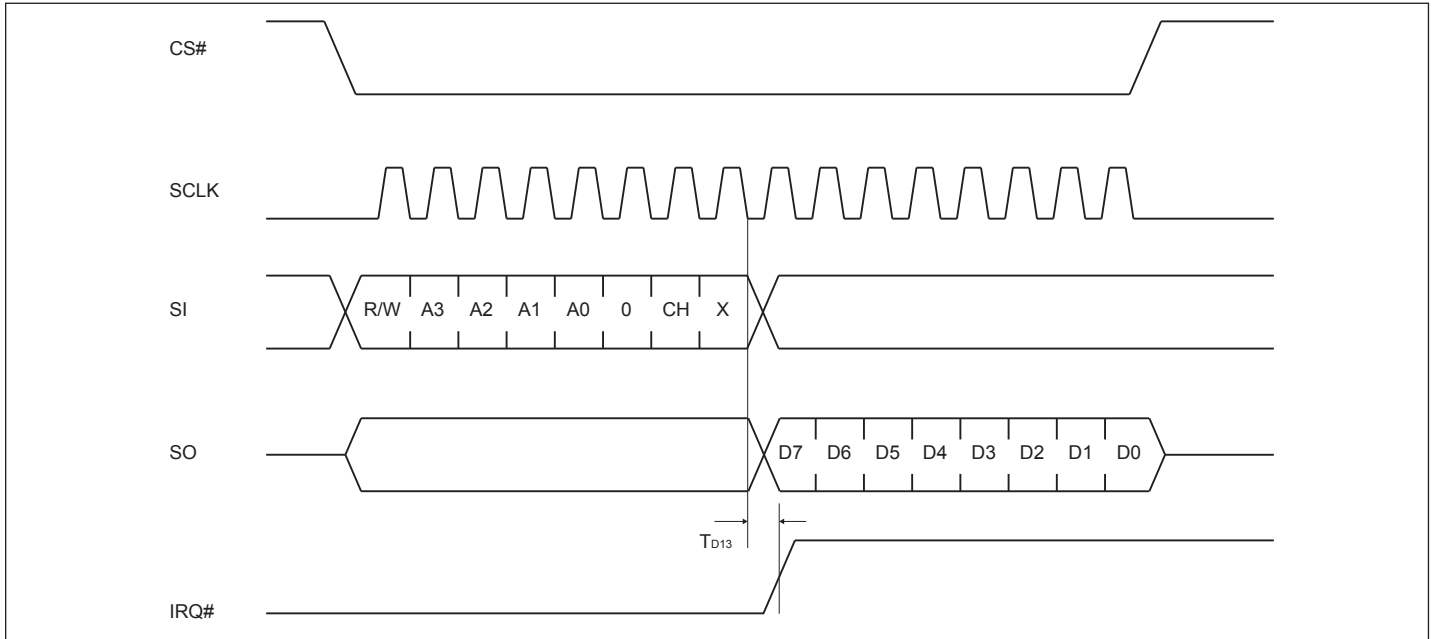 CS#
SCLK
SI
R/W A3 A2 A1 A0 0 CH X
SO
D7 D6 D5 D4 D3 D2 D1 D0
TD13
IRQ#